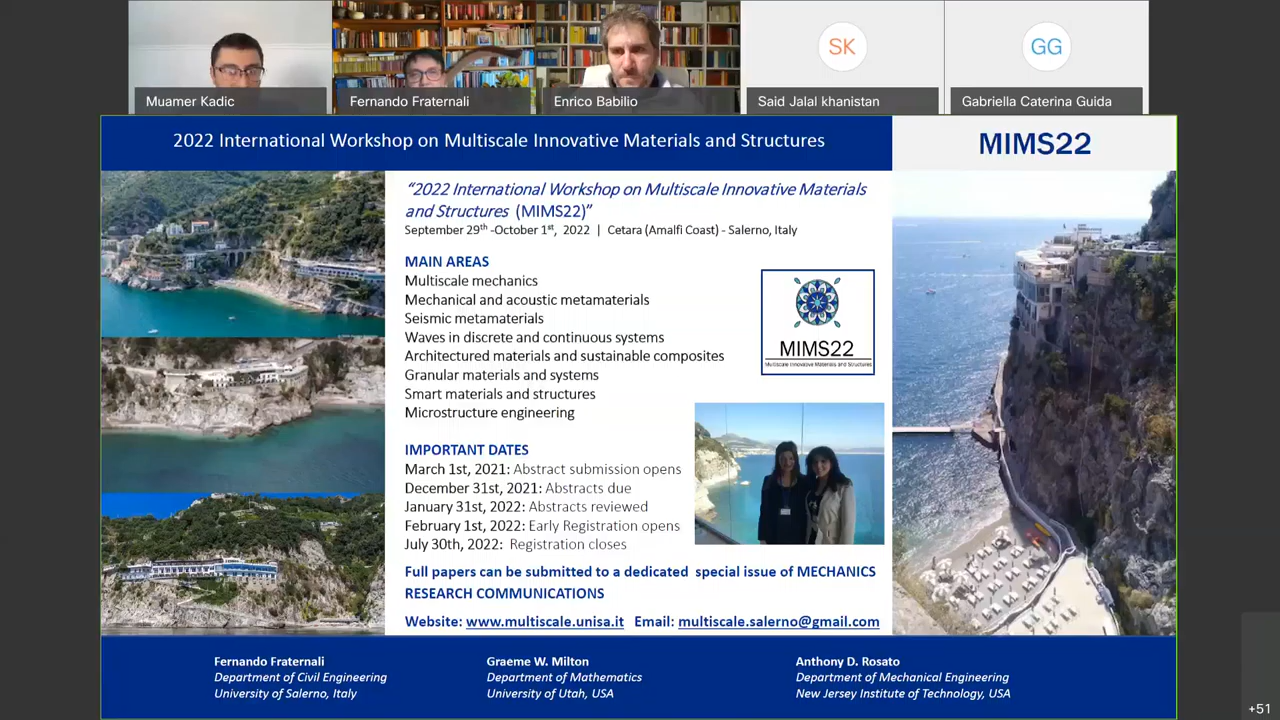 SK
GG
Muamer Kadic
Fernando Fraternali
Enrico Babilio
Said Jalal khanistan
Gabriella Caterina Guida
2022 International Workshop on Multiscale Innovative Materials and Structures
MIMS22
“2022 International Workshop on Multiscale Innovative Materials
and Structures (MIMS22)”
September 29th -October 1st, 2022 | Cetara (Amalfi Coast) - Salerno, Italy
MAIN AREAS
Multiscale mechanics
Mechanical and acoustic metamaterials
Seismic metamaterials
Waves in discrete and continuous systems
Architectured materials and sustainable composites
Granular materials and systems
Smart materials and structures
Microstructure engineering
MIMS22
Multiscale Innovative Materials and Structures
IMPORTANT DATES
March 1st, 2021: Abstract submission opens
December 31st, 2021: Abstracts due
January 31st, 2022: Abstracts reviewed
February 1st, 2022: Early Registration opens
July 30th, 2022: Registration closes
Full papers can be submitted to a dedicated special issue of MECHANICS
RESEARCH COMMUNICATIONS
Website: www.multiscale.unisa.it Email: multiscale.salerno@gmail.com
Fernando Fraternali
Department of Civil Engineering
University of Salerno, Italy
Graeme W. Milton
Department of Mathematics
University of Utah, USA
Anthony D. Rosato
Department of Mechanical Engineering
New Jersey Institute of Technology, USA
+51